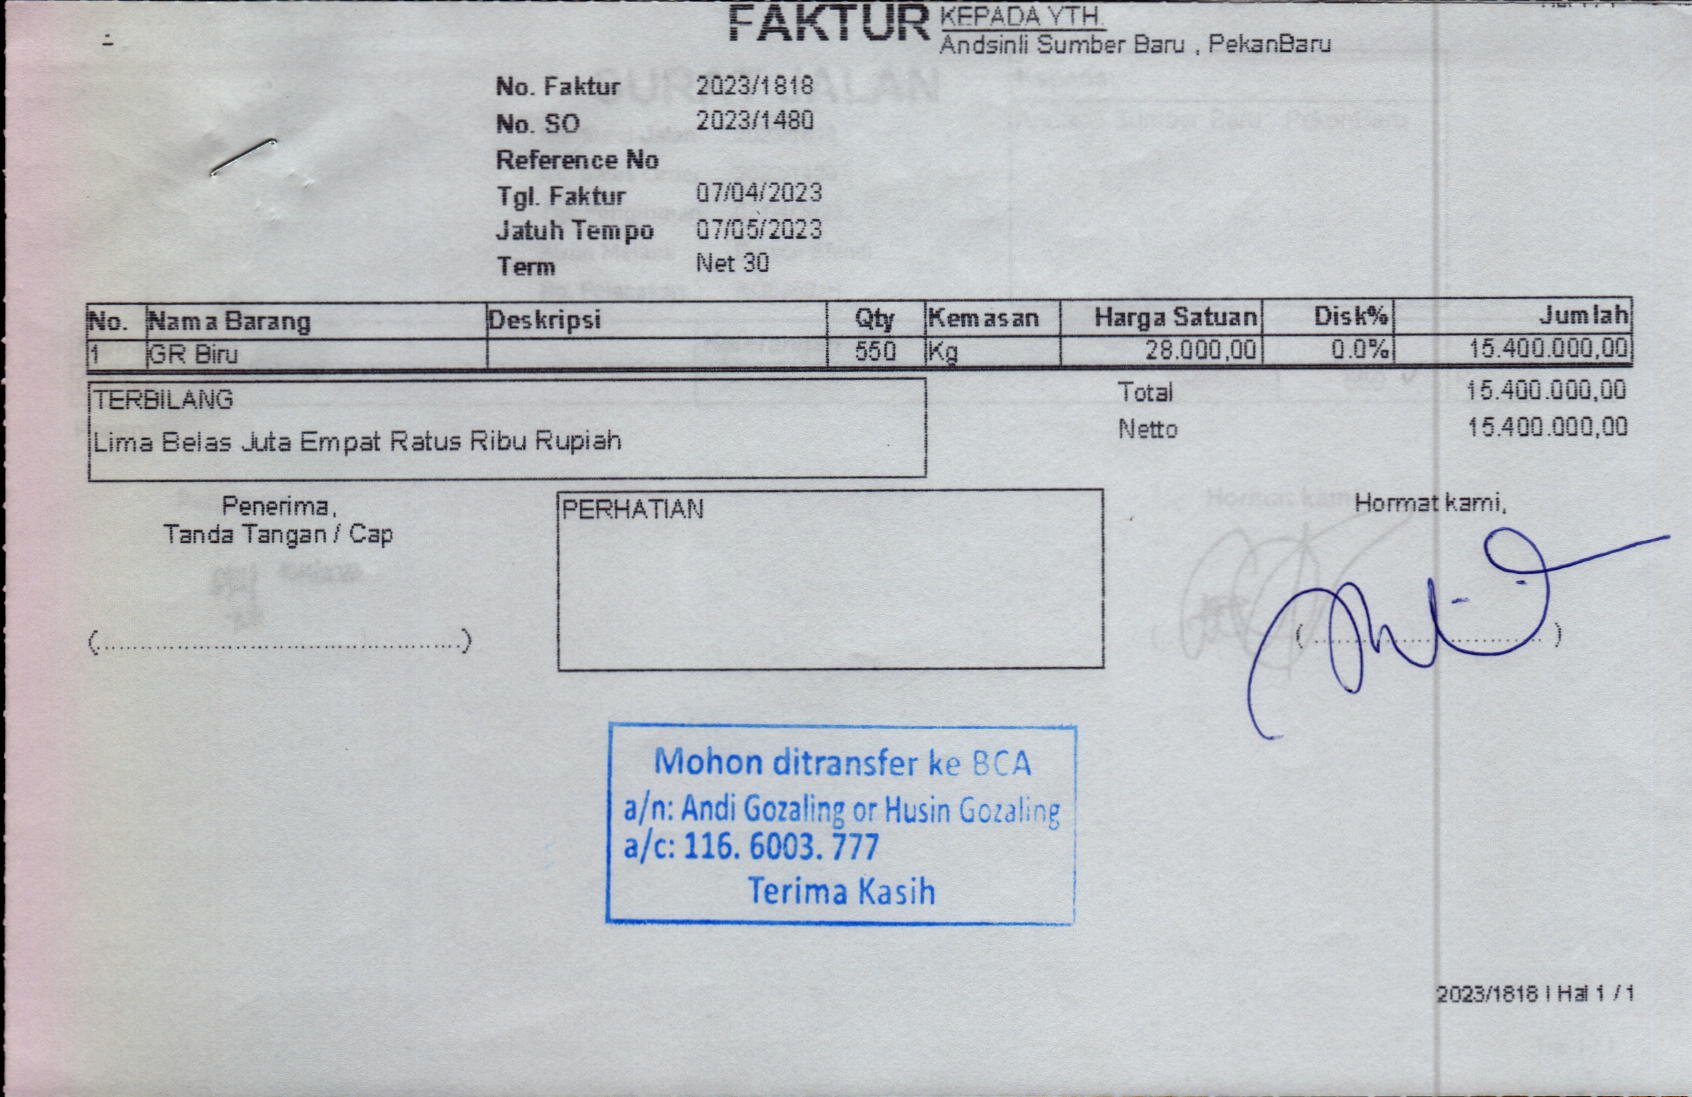 FAKTUR
KEPADA YTH.
Andsinli Sumber Baru , PekanBaru
No. Faktur 2023/1818
No. SO 2023/1480
Reference No
Tgl. Faktur 07/04/2023
Jatuh Tempo 07/05/2023
Term Net 30
No. Nama Barang Deskripsi Qty Kemasan Harga Satuan Disk% Jumlah
1 GR Biru 550 Kg 28.000,00 0.0% 15.400.000,00
TERBILANG
Lima Belas Juta Empat Ratus Ribu Rupiah
Total 15.400.000,00
Netto 15.400.000,00
Penerima,
Tanda Tangan / Cap
PERHATIAN
Hormat kami,
Mohon ditransfer ke BCA
a/n: Andi Gozaling or Husin Gozaling
a/c: 116. 6003. 777
Terima Kasih
2023/1818 | Hal 1 / 1